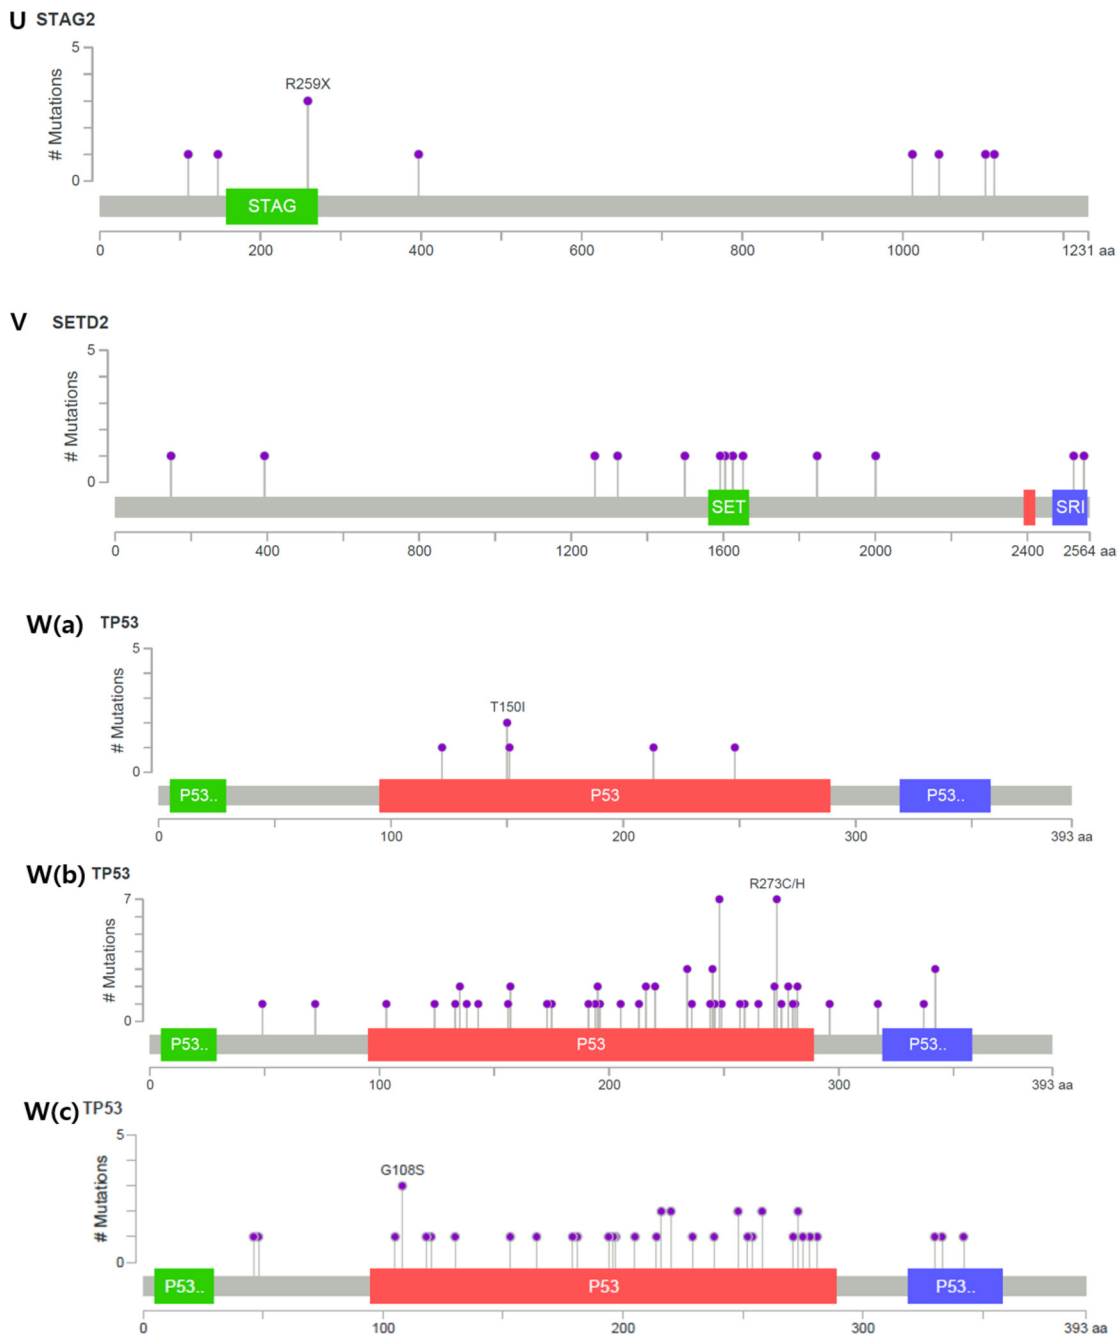 U STAG2
5
R259X
# Mutations
0
STAG
0 200 400 600 800 1000 1231 aa
V SETD2
5
# Mutations
0
SET SRI
0 400 800 1200 1600 2000 2400 2564 aa
W(a) TP53
5
T150I
# Mutations
0
P53.. P53 P53..
0 100 200 300 393 aa
W(b) TP53
R273C/H
7
# Mutations
0
P53.. P53 P53..
0 100 200 300 393 aa
W(c) TP53
5
G108S
# Mutations
0
P53.. P53 P53..
0 100 200 300 393 aa